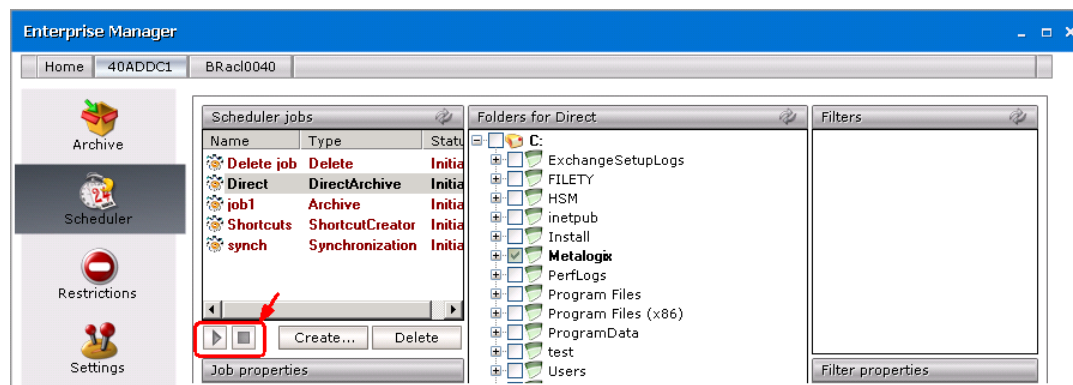 Enterprise Manager
Home 40ADDC1 BRacl0040
Archive
Scheduler
Restrictions
Settings
Scheduler jobs
Name Type Statu
Delete job Delete Initia
Direct DirectArchive Initia
job1 Archive Initia
Shortcuts ShortcutCreator Initia
synch Synchronization Initia
Create... Delete
Job properties
Folders for Direct
C:
ExchangeSetupLogs
FILETY
HSM
inetpub
Install
Metalogix
PerfLogs
Program Files
Program Files (x86)
ProgramData
test
Users
Filters
Filter properties